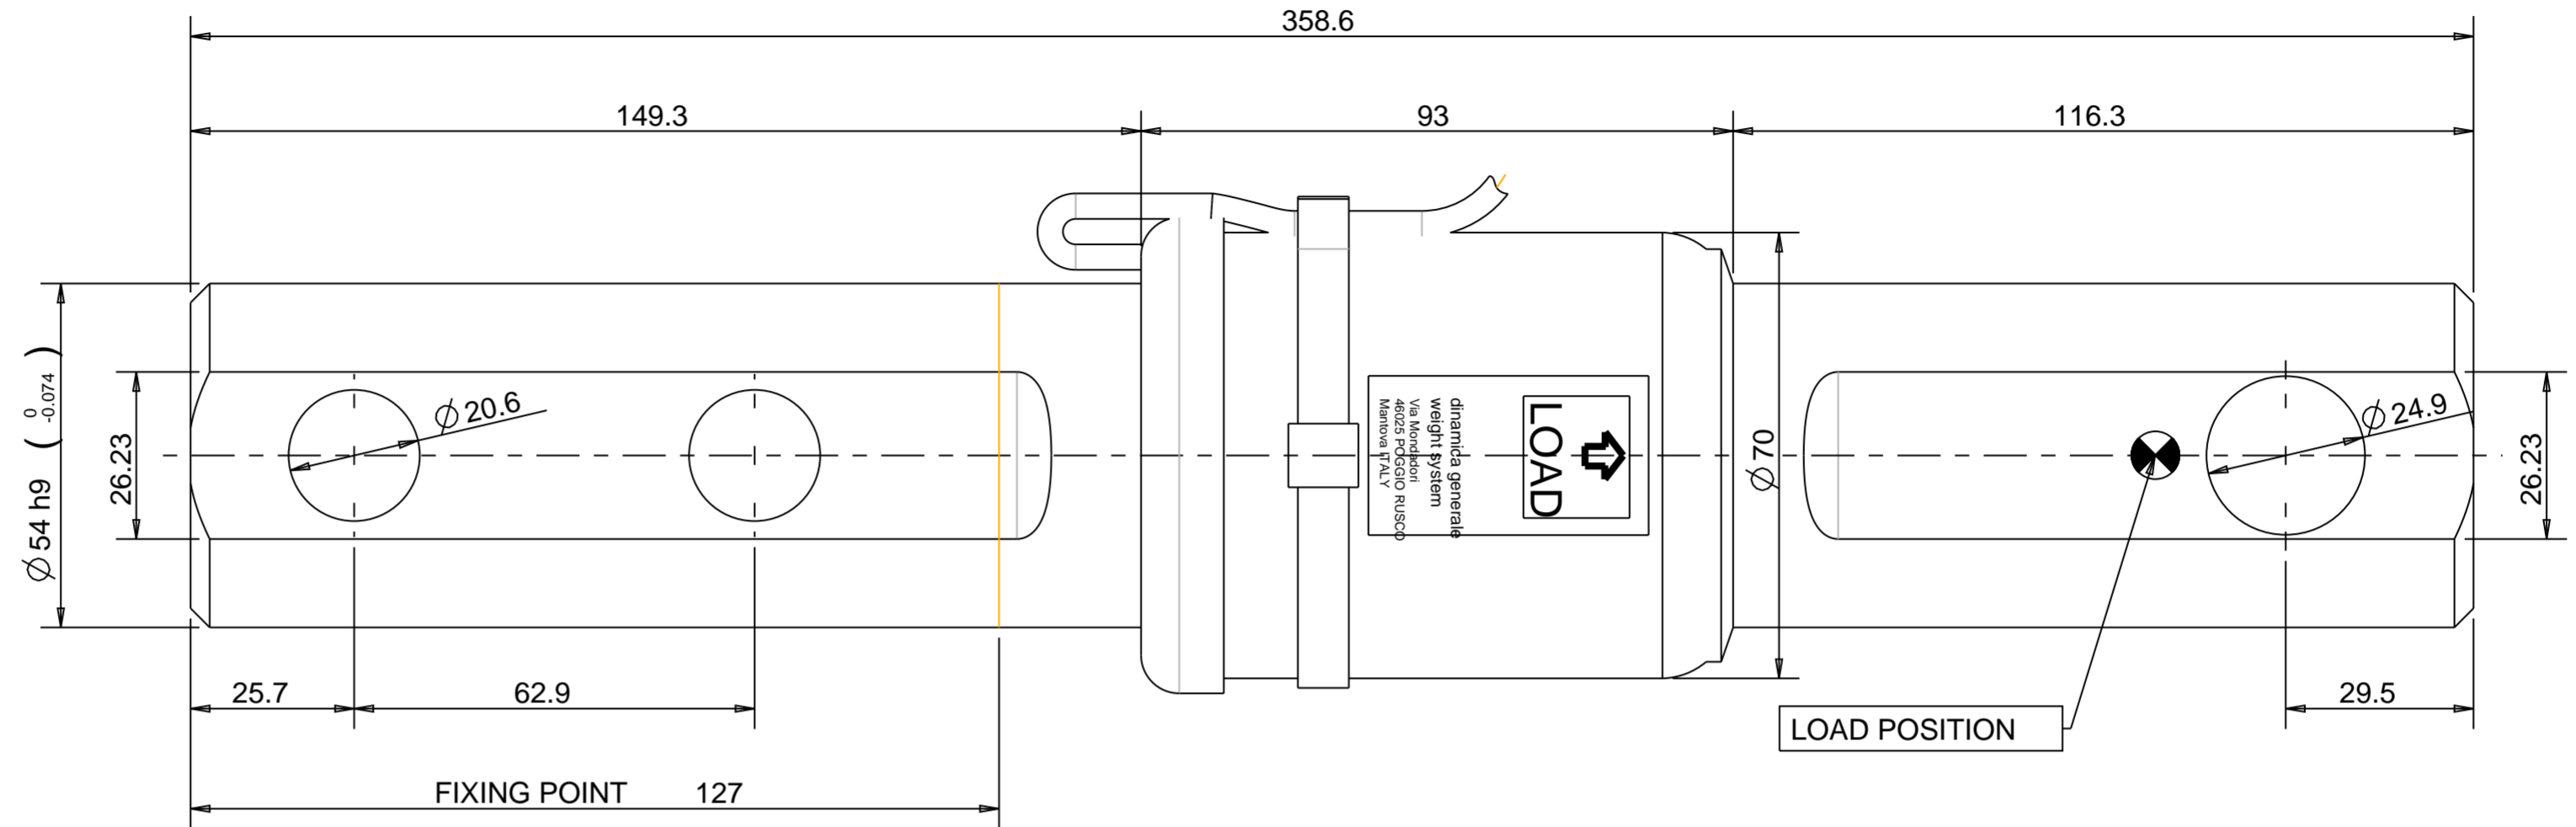 358.6
149.3
93
116.3
Ø 54 h9 ( 0 -0.074 )
26.23
Ø 20.6
dinamica generale
weight system
Via Mondadori
46025 POGGIO RUSCO
Mantova ITALY
LOAD
Ø 70
Ø 24.9
26.23
25.7
62.9
29.5
LOAD POSITION
FIXING POINT 127